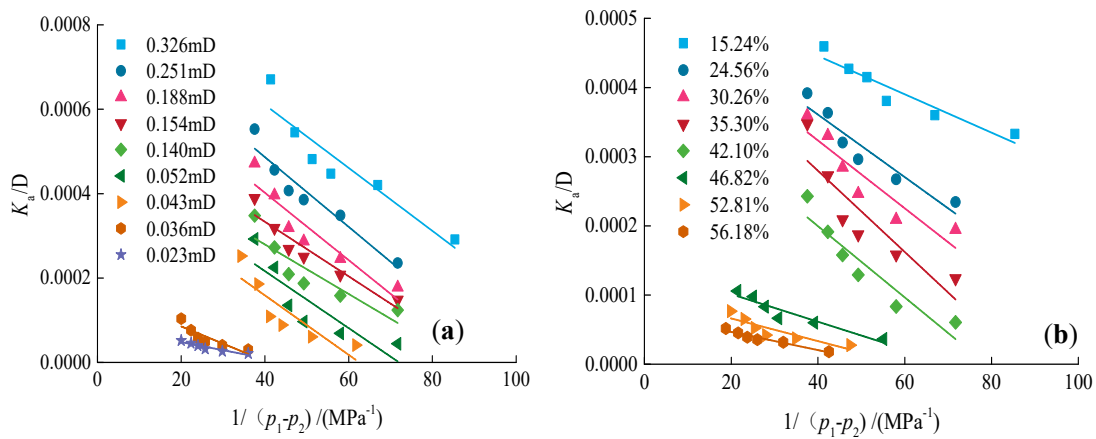 0.0008
0.0006
0.0004
0.0002
0.0000
Kₐ/D
0.326mD
0.251mD
0.188mD
0.154mD
0.140mD
0.052mD
0.043mD
0.036mD
0.023mD
(a)
0 20 40 60 80 100
1/（p₁-p₂）/(MPa⁻¹)
0.0005
0.0004
0.0003
0.0002
0.0001
0.0000
Kₐ/D
15.24%
24.56%
30.26%
35.30%
42.10%
46.82%
52.81%
56.18%
(b)
0 20 40 60 80 100
1/（p₁-p₂）/(MPa⁻¹)